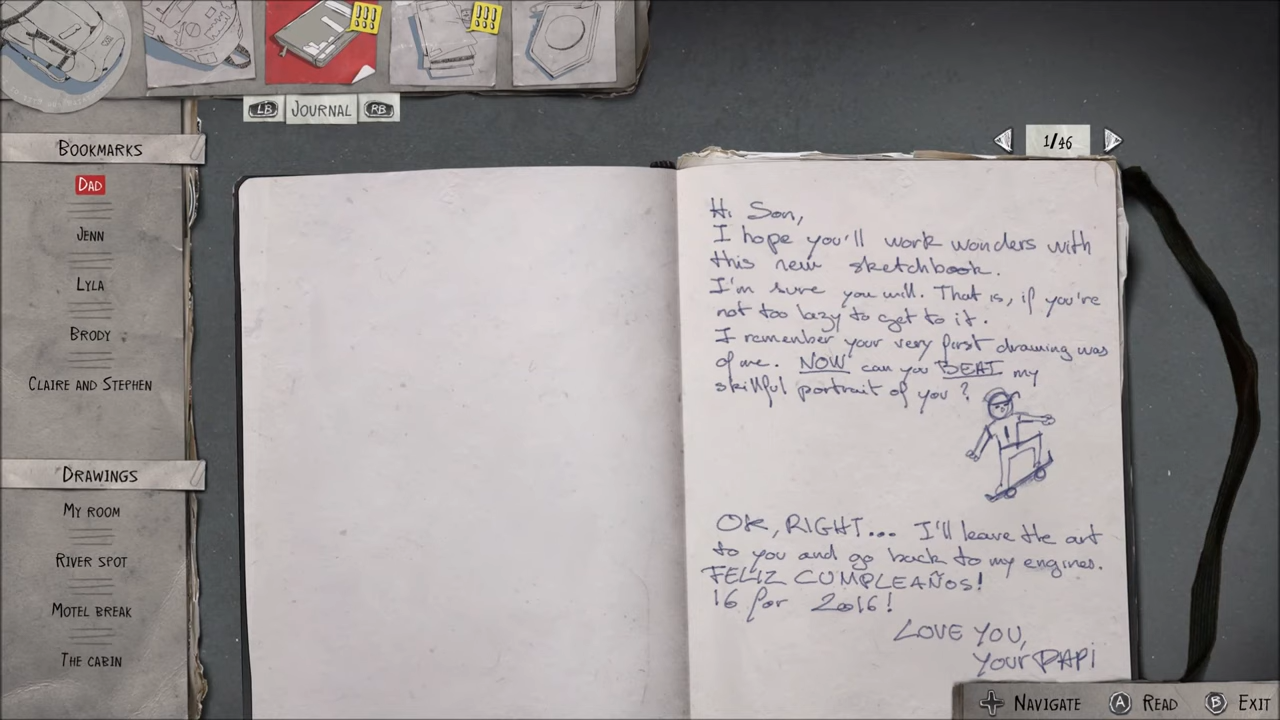 LB JOURNAL RB
BOOKMARKS
DAD
JENN
LYLA
BRODY
CLAIRE AND STEPHEN
DRAWINGS
MY ROOM
RIVER SPOT
MOTEL BREAK
THE CABIN
1/46
Hi Son,
I hope you'll work wonders with
this new sketchbook.
I'm sure you will. That is, if you're
not too lazy to get to it.
I remember your very first drawing was
of me. NOW can you BEAT my
skillful portrait of you?
OK, RIGHT... I'll leave the art
to you and go back to my engines.
FELIZ CUMPLEAÑOS!
16 for 2016!
LOVE YOU,
Your PAPI
NAVIGATE A READ B EXIT